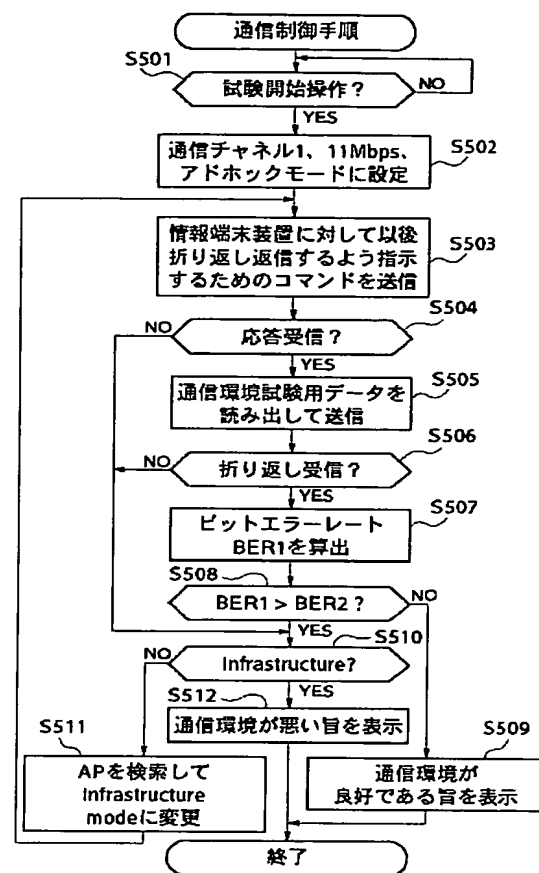 通信制御手順
S501
試験開始操作？
NO
YES
通信チャネル1、11Mbps、
アドホックモードに設定
S502
情報端末装置に対して以後
折り返し返信するよう指示
するためのコマンドを送信
S503
S504
NO
応答受信？
YES
S505
通信環境試験用データを
読み出して送信
S506
NO
折り返し受信？
YES
S507
ビットエラーレート
BER1を算出
S508
BER1 > BER2？
NO
YES
S510
NO
Infrastructure?
YES
S512
通信環境が悪い旨を表示
S511
APを検索して
Infrastructure
modeに変更
S509
通信環境が
良好である旨を表示
終了